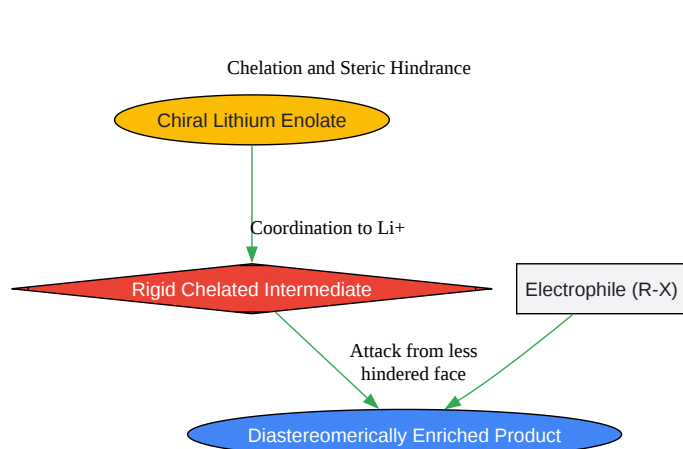 Chelation and Steric Hindrance
Chiral Lithium Enolate
Coordination to Li+
Rigid Chelated Intermediate
Electrophile (R-X)
Attack from less
hindered face
Diastereomerically Enriched Product